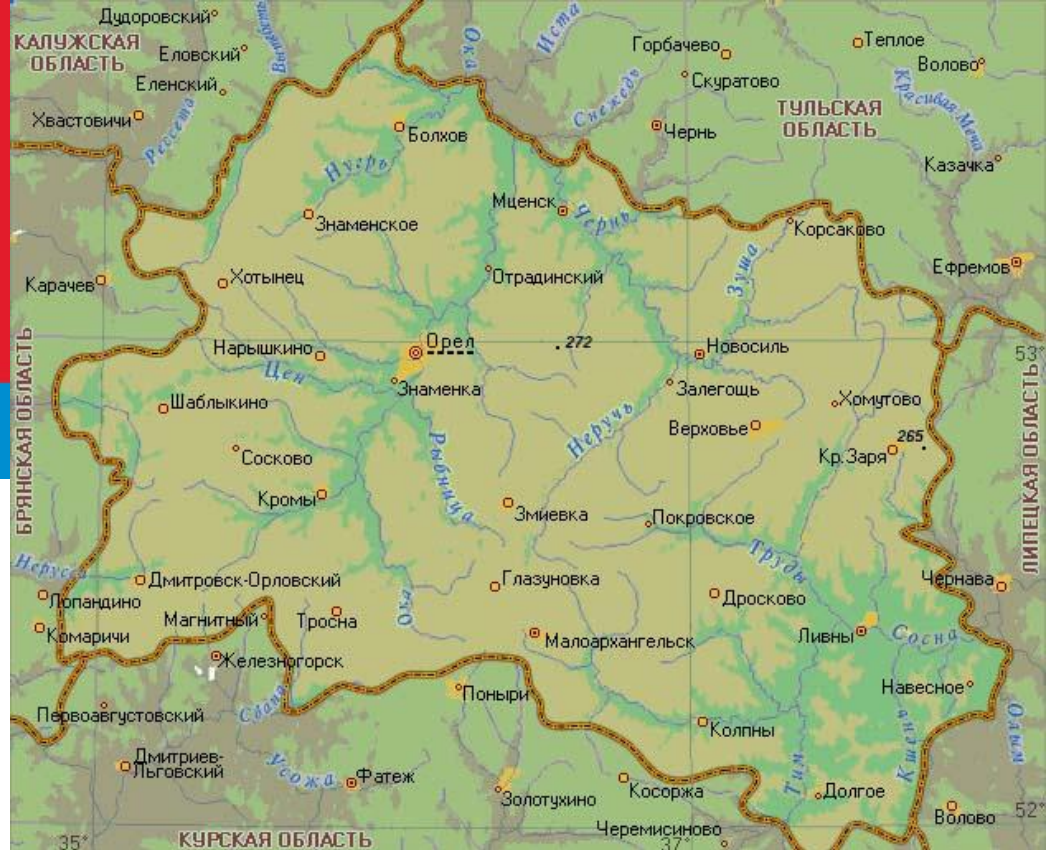 Дудоровский
КАЛУЖСКАЯ
ОБЛАСТЬ
Еловский
Еленский
Хвастовичи
Рессета
Вытебеть
Ока
Иста
Горбачево
Теплое
Волово
Скуратово
Снежедь
Красивая Меча
ТУЛЬСКАЯ
ОБЛАСТЬ
Чернь
Казачка
Болхов
Нугрь
Мценск
Чернь
Знаменское
Корсаково
Карачев
Хотынец
Отрадинский
Зуша
Ефремов
Орел
272
Нарышкино
Новосиль
53°
Цен
Знаменка
Залегощь
БРЯНСКАЯ ОБЛАСТЬ
Шаблыкино
Хомутово
Неручь
Верховье
265
Рыбница
Сосково
Кр.Заря
ЛИПЕЦКАЯ ОБЛАСТЬ
Кромы
Змиевка
Покровское
Труды
Нерусса
Дмитровск-Орловский
Глазуновка
Чернава
Лопандино
Дросково
Ока
Магнитный
Тросна
Комаричи
Малоархангельск
Ливны
Сосна
Железногорск
Навесное
Поныри
Свапа
Первоавгустовский
Колпны
Кшень
Олым
Дмитриев-
Льговский
Усожа
Фатеж
Тим
Золотухино
Косоржа
Долгое
Волово
52°
Черемисиново
35°
КУРСКАЯ ОБЛАСТЬ
37°